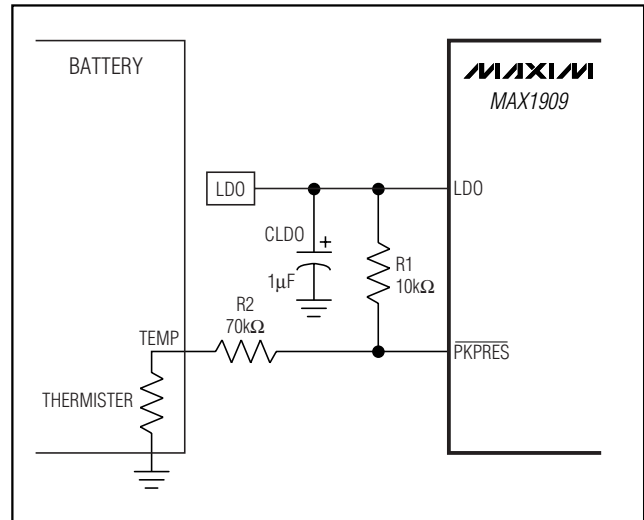 BATTERY
MAXIM
MAX1909
LDO
LDO
CLDO
+
1μF
R1
10kΩ
R2
70kΩ
TEMP
PKPRES
THERMISTER